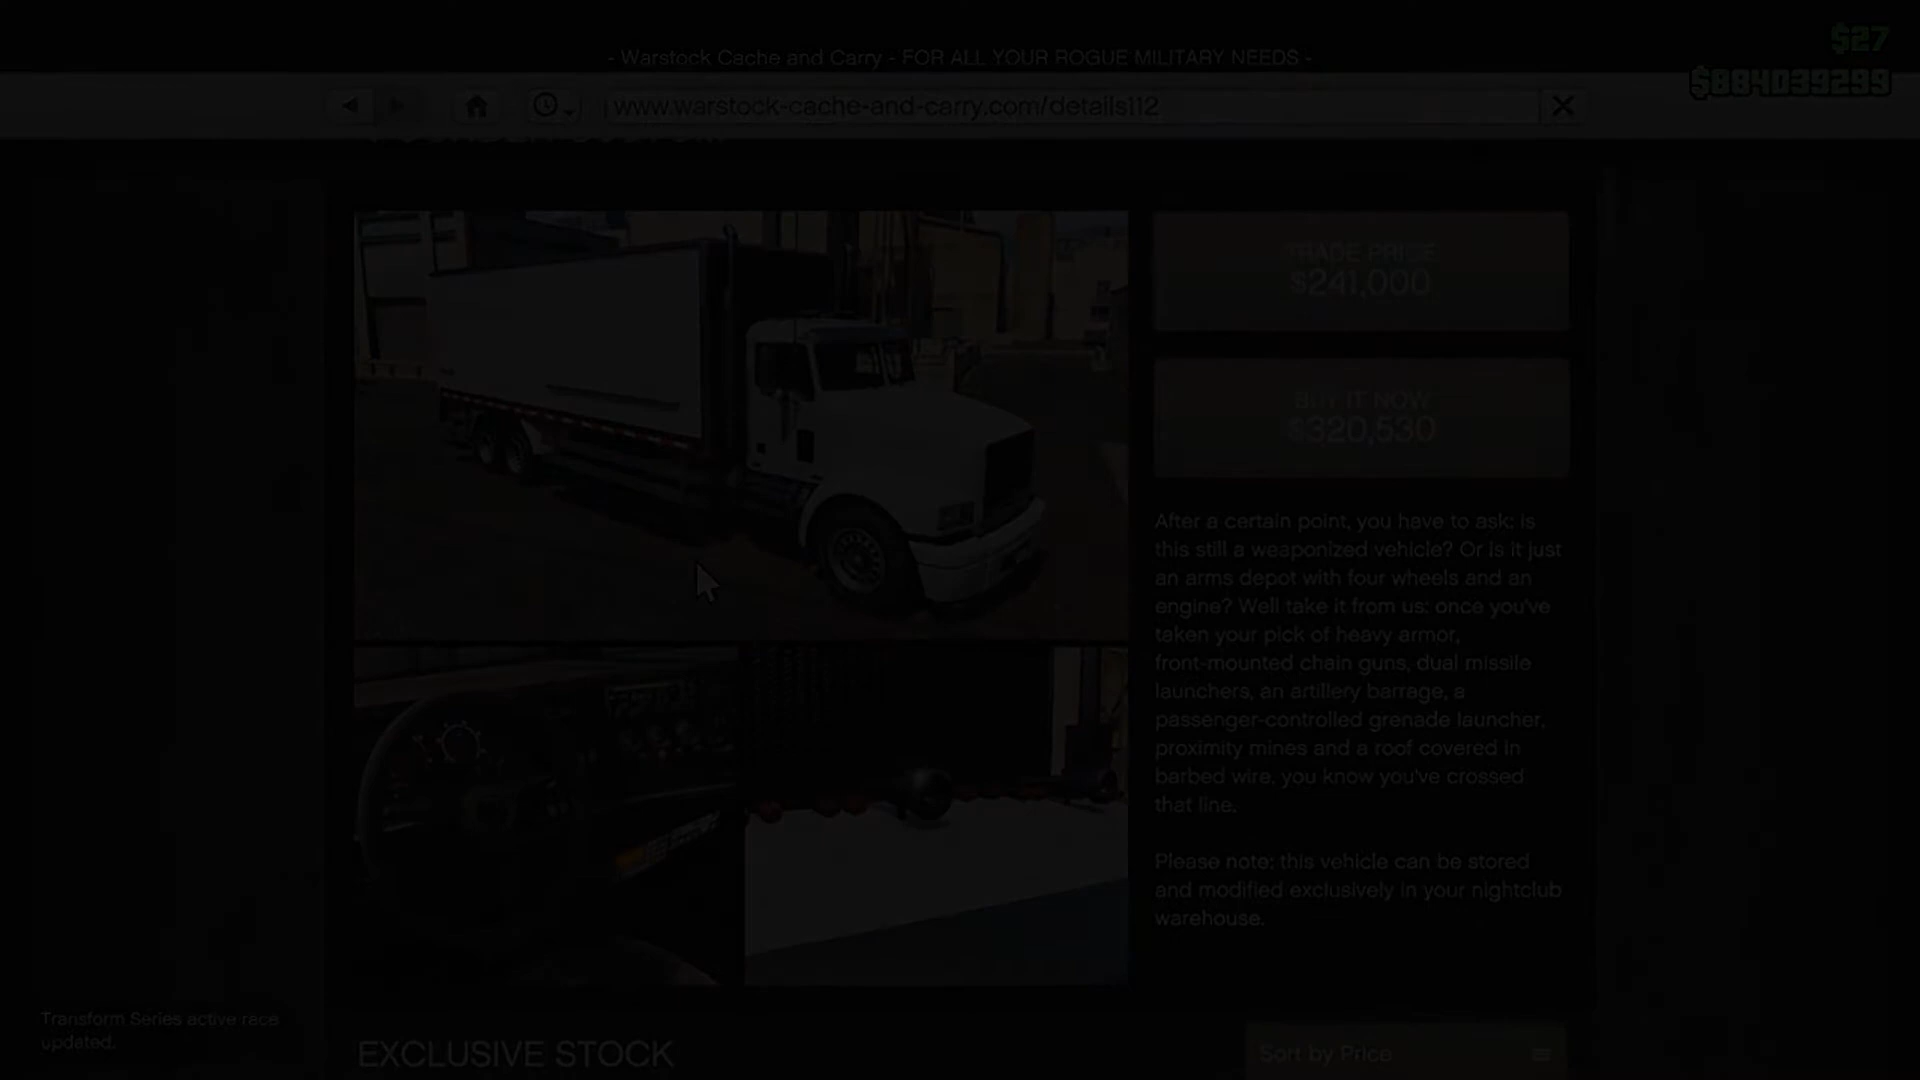 $27
- Warstock Cache and Carry - FOR ALL YOUR ROGUE MILITARY NEEDS -
$884039299
www.warstock-cache-and-carry.com/details112
TRADE PRICE
$241,000
BUY IT NOW
$320,530
After a certain point, you have to ask: is
this still a weaponized vehicle? Or is it just
an arms depot with four wheels and an
engine? Well take it from us: once you've
taken your pick of heavy armor,
front-mounted chain guns, dual missile
launchers, an artillery barrage, a
passenger-controlled grenade launcher,
proximity mines and a roof covered in
barbed wire, you know you've crossed
that line.
Please note: this vehicle can be stored
and modified exclusively in your nightclub
warehouse.
Transform Series active race
updated.
EXCLUSIVE STOCK
Sort by Price